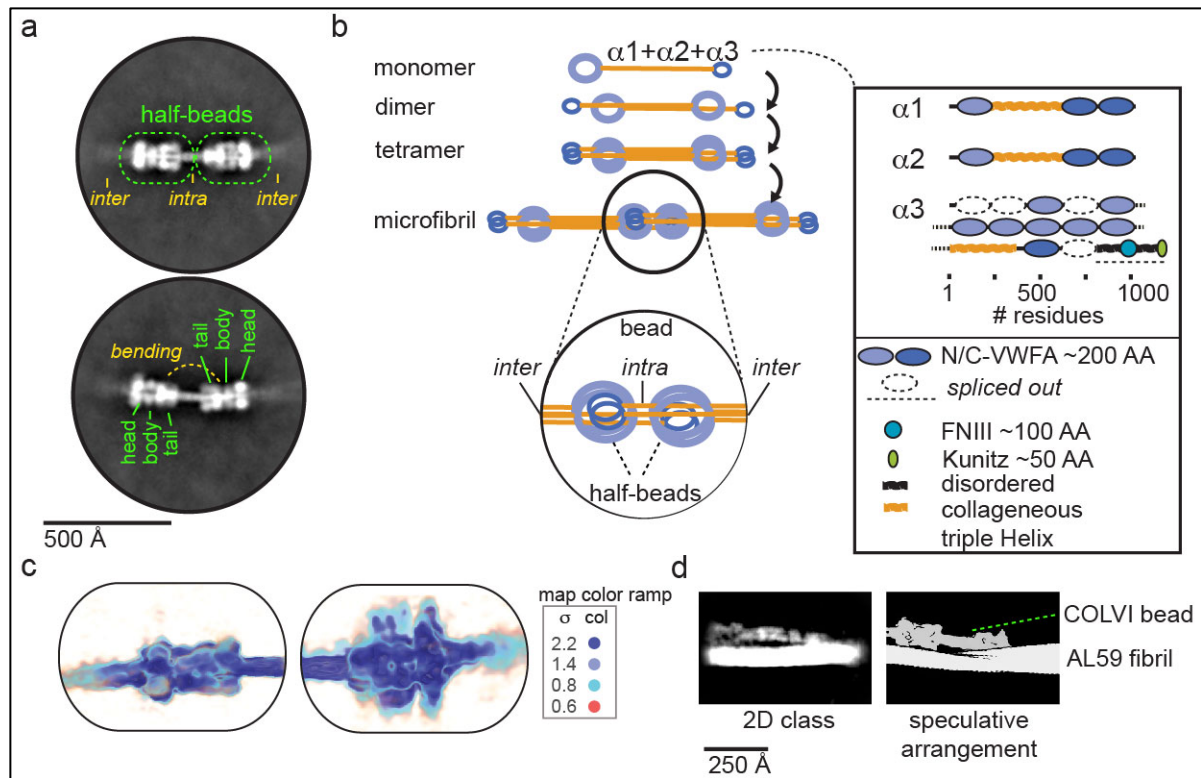 a
half-beads
inter
intra
inter
bending
tail
body
head
head
body
tail
500 Å
b
α1+α2+α3
monomer
dimer
tetramer
microfibril
bead
inter
intra
inter
half-beads
α1
α2
α3
1 500 1000
# residues
N/C-VWFA ~200 AA
spliced out
FNIII ~100 AA
Kunitz ~50 AA
disordered
collageneous
triple Helix
c
map color ramp
σ col
2.2
1.4
0.8
0.6
d
COLVI bead
AL59 fibril
2D class
speculative
arrangement
250 Å